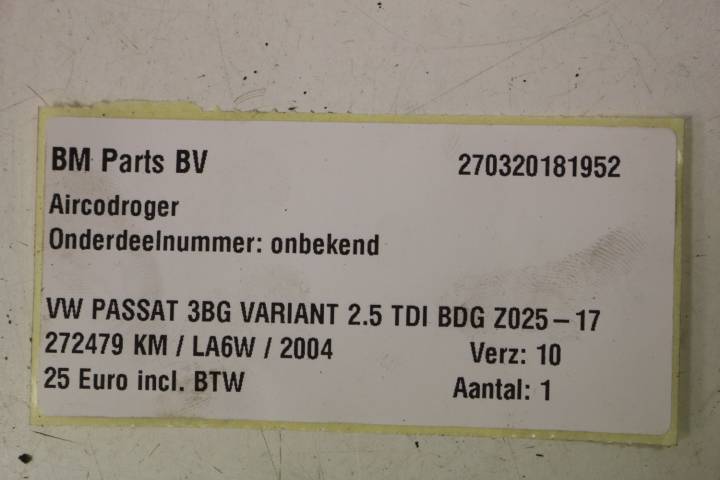 BM Parts BV 270320181952
Aircodroger
Onderdeelnummer: onbekend
VW PASSAT 3BG VARIANT 2.5 TDI BDG Z025-17
272479 KM / LA6W / 2004 Verz: 10
25 Euro incl. BTW Aantal: 1